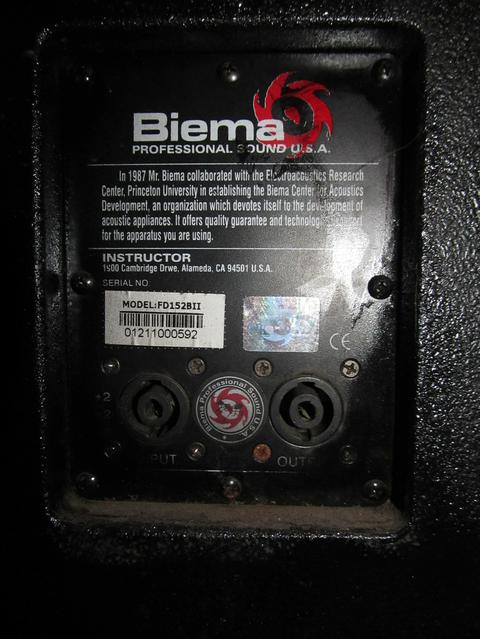 Biema
PROFESSIONAL SOUND U.S.A.
In 1987 Mr. Biema collaborated with the Electroacoustics Research
Center, Princeton University in establishing the Biema Center for Acoustics
Development, an organization which devotes itself to the development of
acoustic appliances. It offers quality guarantee and technological support
for the apparatus you are using.
INSTRUCTOR
1900 Cambridge Drwe, Alameda, CA 94501 U.S.A.
SERIAL NO:
MODEL:FD152BII
01211000592
CE
Biema Professional Sound U.S.A.
+2